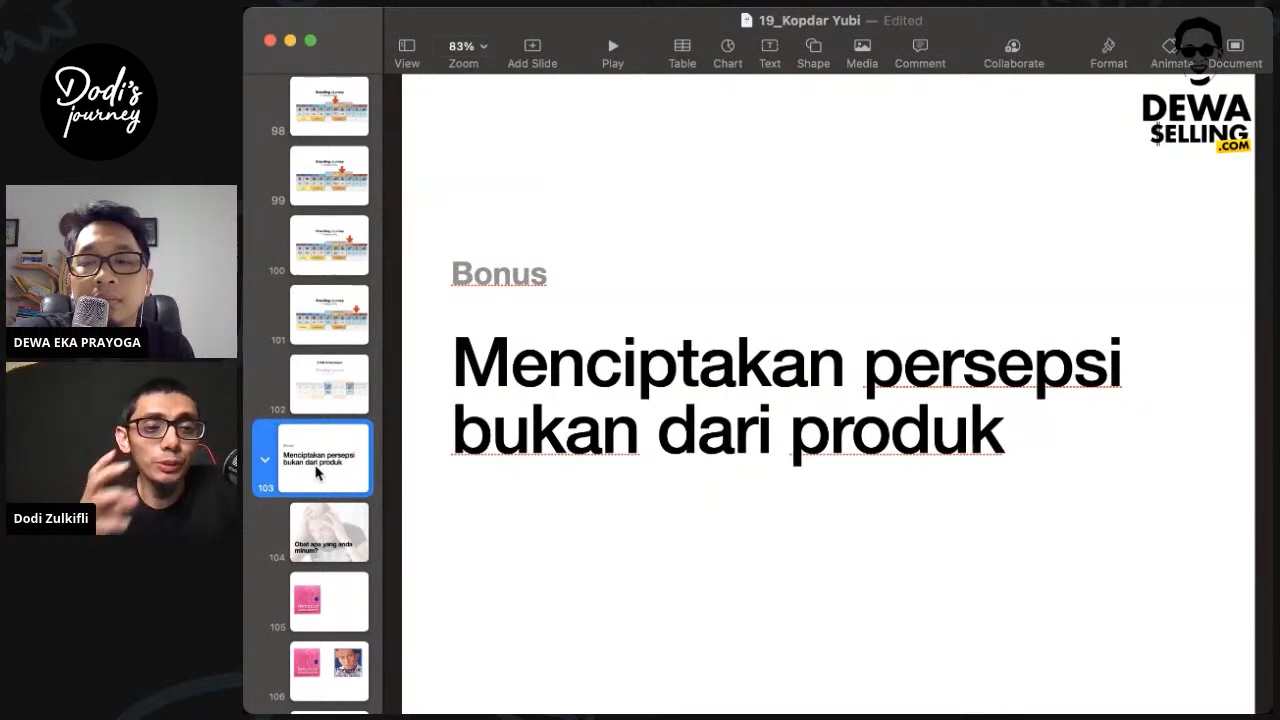 Dodi's
journey
DEWA EKA PRAYOGA
Dodi Zulkifli
19_Kopdar Yubi — Edited
83%
View
Zoom
Add Slide
Play
Table
Chart
Text
Shape
Media
Comment
Collaborate
Format
Animate
Document
DEWA
SELLING
.COM
98
99
100
101
102
Bonus
Menciptakan persepsi
bukan dari produk
103
Obat apa yang anda
minum?
104
105
106
Bonus
Menciptakan persepsi
bukan dari produk